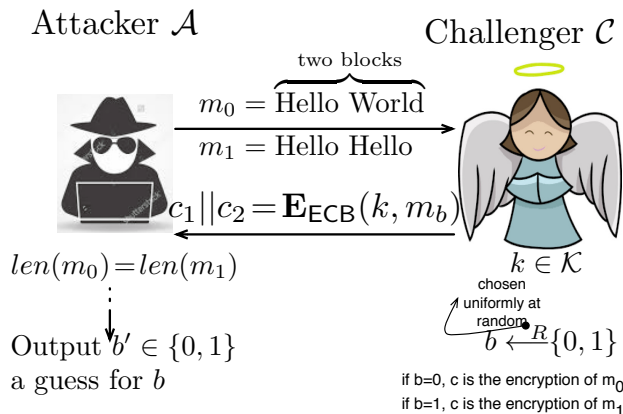 Attacker 𝒜
Challenger 𝒞
two blocks
m₀ = Hello World
m₁ = Hello Hello
c₁||c₂ = E_ECB(k, m_b)
len(m₀)=len(m₁)
k ∈ 𝒦
chosen
uniformly at
random
b ←R {0, 1}
Output b′ ∈ {0, 1}
a guess for b
if b=0, c is the encryption of m₀
if b=1, c is the encryption of m₁